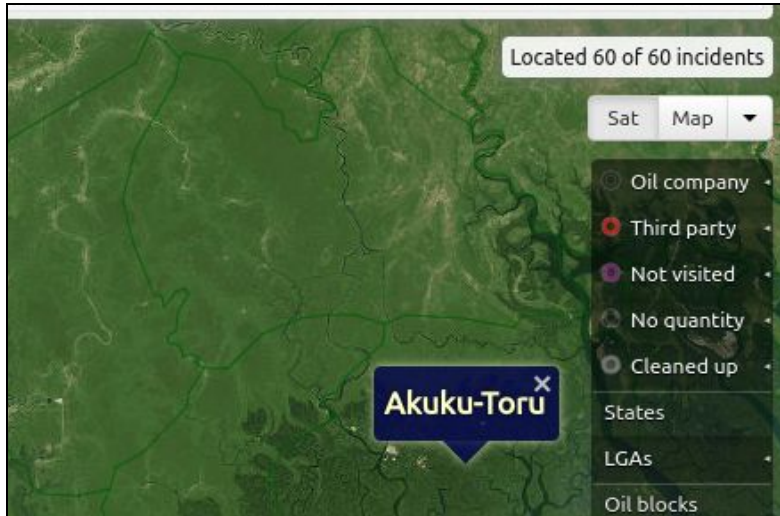 Located 60 of 60 incidents
Sat Map
Oil company
Third party
Not visited
No quantity
Cleaned up
Akuku-Toru
States
LGAs
Oil blocks